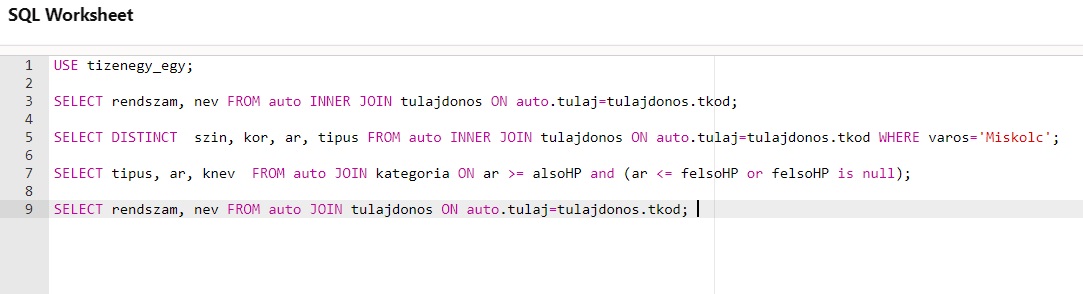 SQL Worksheet
1 USE tizenegy_egy;
2
3 SELECT rendszam, nev FROM auto INNER JOIN tulajdonos ON auto.tulaj=tulajdonos.tkod;
4
5 SELECT DISTINCT  szin, kor, ar, tipus FROM auto INNER JOIN tulajdonos ON auto.tulaj=tulajdonos.tkod WHERE varos='Miskolc';
6
7 SELECT tipus, ar, knev  FROM auto JOIN kategoria ON ar >= alsoHP and (ar <= felsoHP or felsoHP is null);
8
9 SELECT rendszam, nev FROM auto JOIN tulajdonos ON auto.tulaj=tulajdonos.tkod;